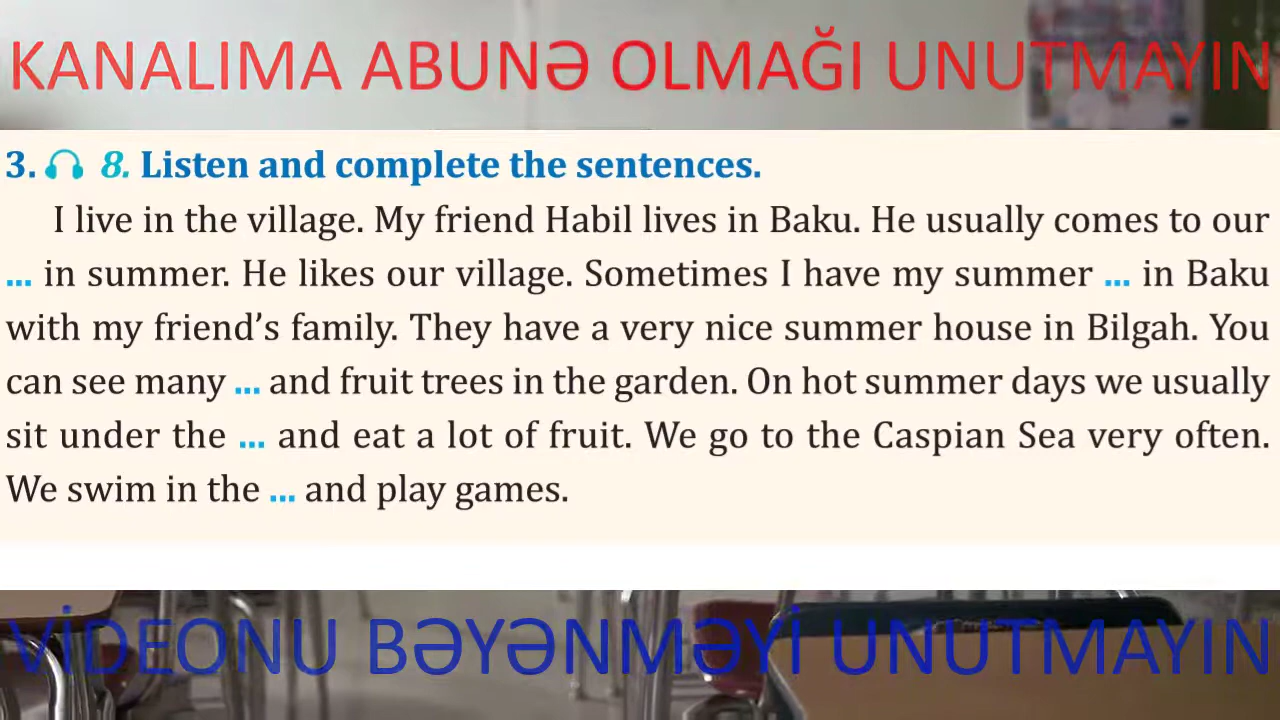 KANALIMA ABUNƏ OLMAĞI UNUTMAYIN
3. 8. Listen and complete the sentences.
I live in the village. My friend Habil lives in Baku. He usually comes to our
... in summer. He likes our village. Sometimes I have my summer ... in Baku
with my friend’s family. They have a very nice summer house in Bilgah. You
can see many ... and fruit trees in the garden. On hot summer days we usually
sit under the ... and eat a lot of fruit. We go to the Caspian Sea very often.
We swim in the ... and play games.
VİDEONU BƏYƏNMƏYİ UNUTMAYIN